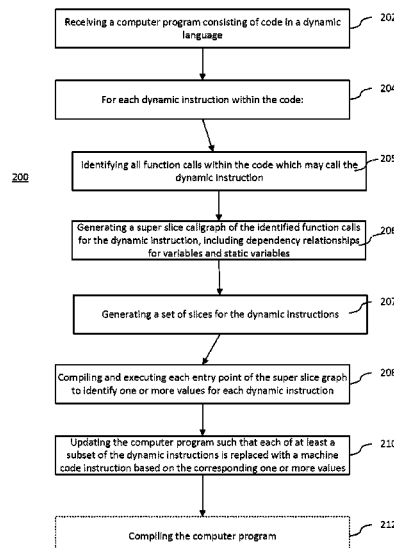 Receiving a computer program consisting of code in a dynamic
language
202
For each dynamic instruction within the code:
204
200
Identifying all function calls within the code which may call the
dynamic instruction
205
Generating a super slice callgraph of the identified function calls
for the dynamic instruction, including dependency relationships
for variables and static variables
206
Generating a set of slices for the dynamic instructions
207
Compiling and executing each entry point of the super slice graph
to identify one or more values for each dynamic instruction
208
Updating the computer program such that each of at least a
subset of the dynamic instructions is replaced with a machine
code instruction based on the corresponding one or more values
210
Compiling the computer program
212